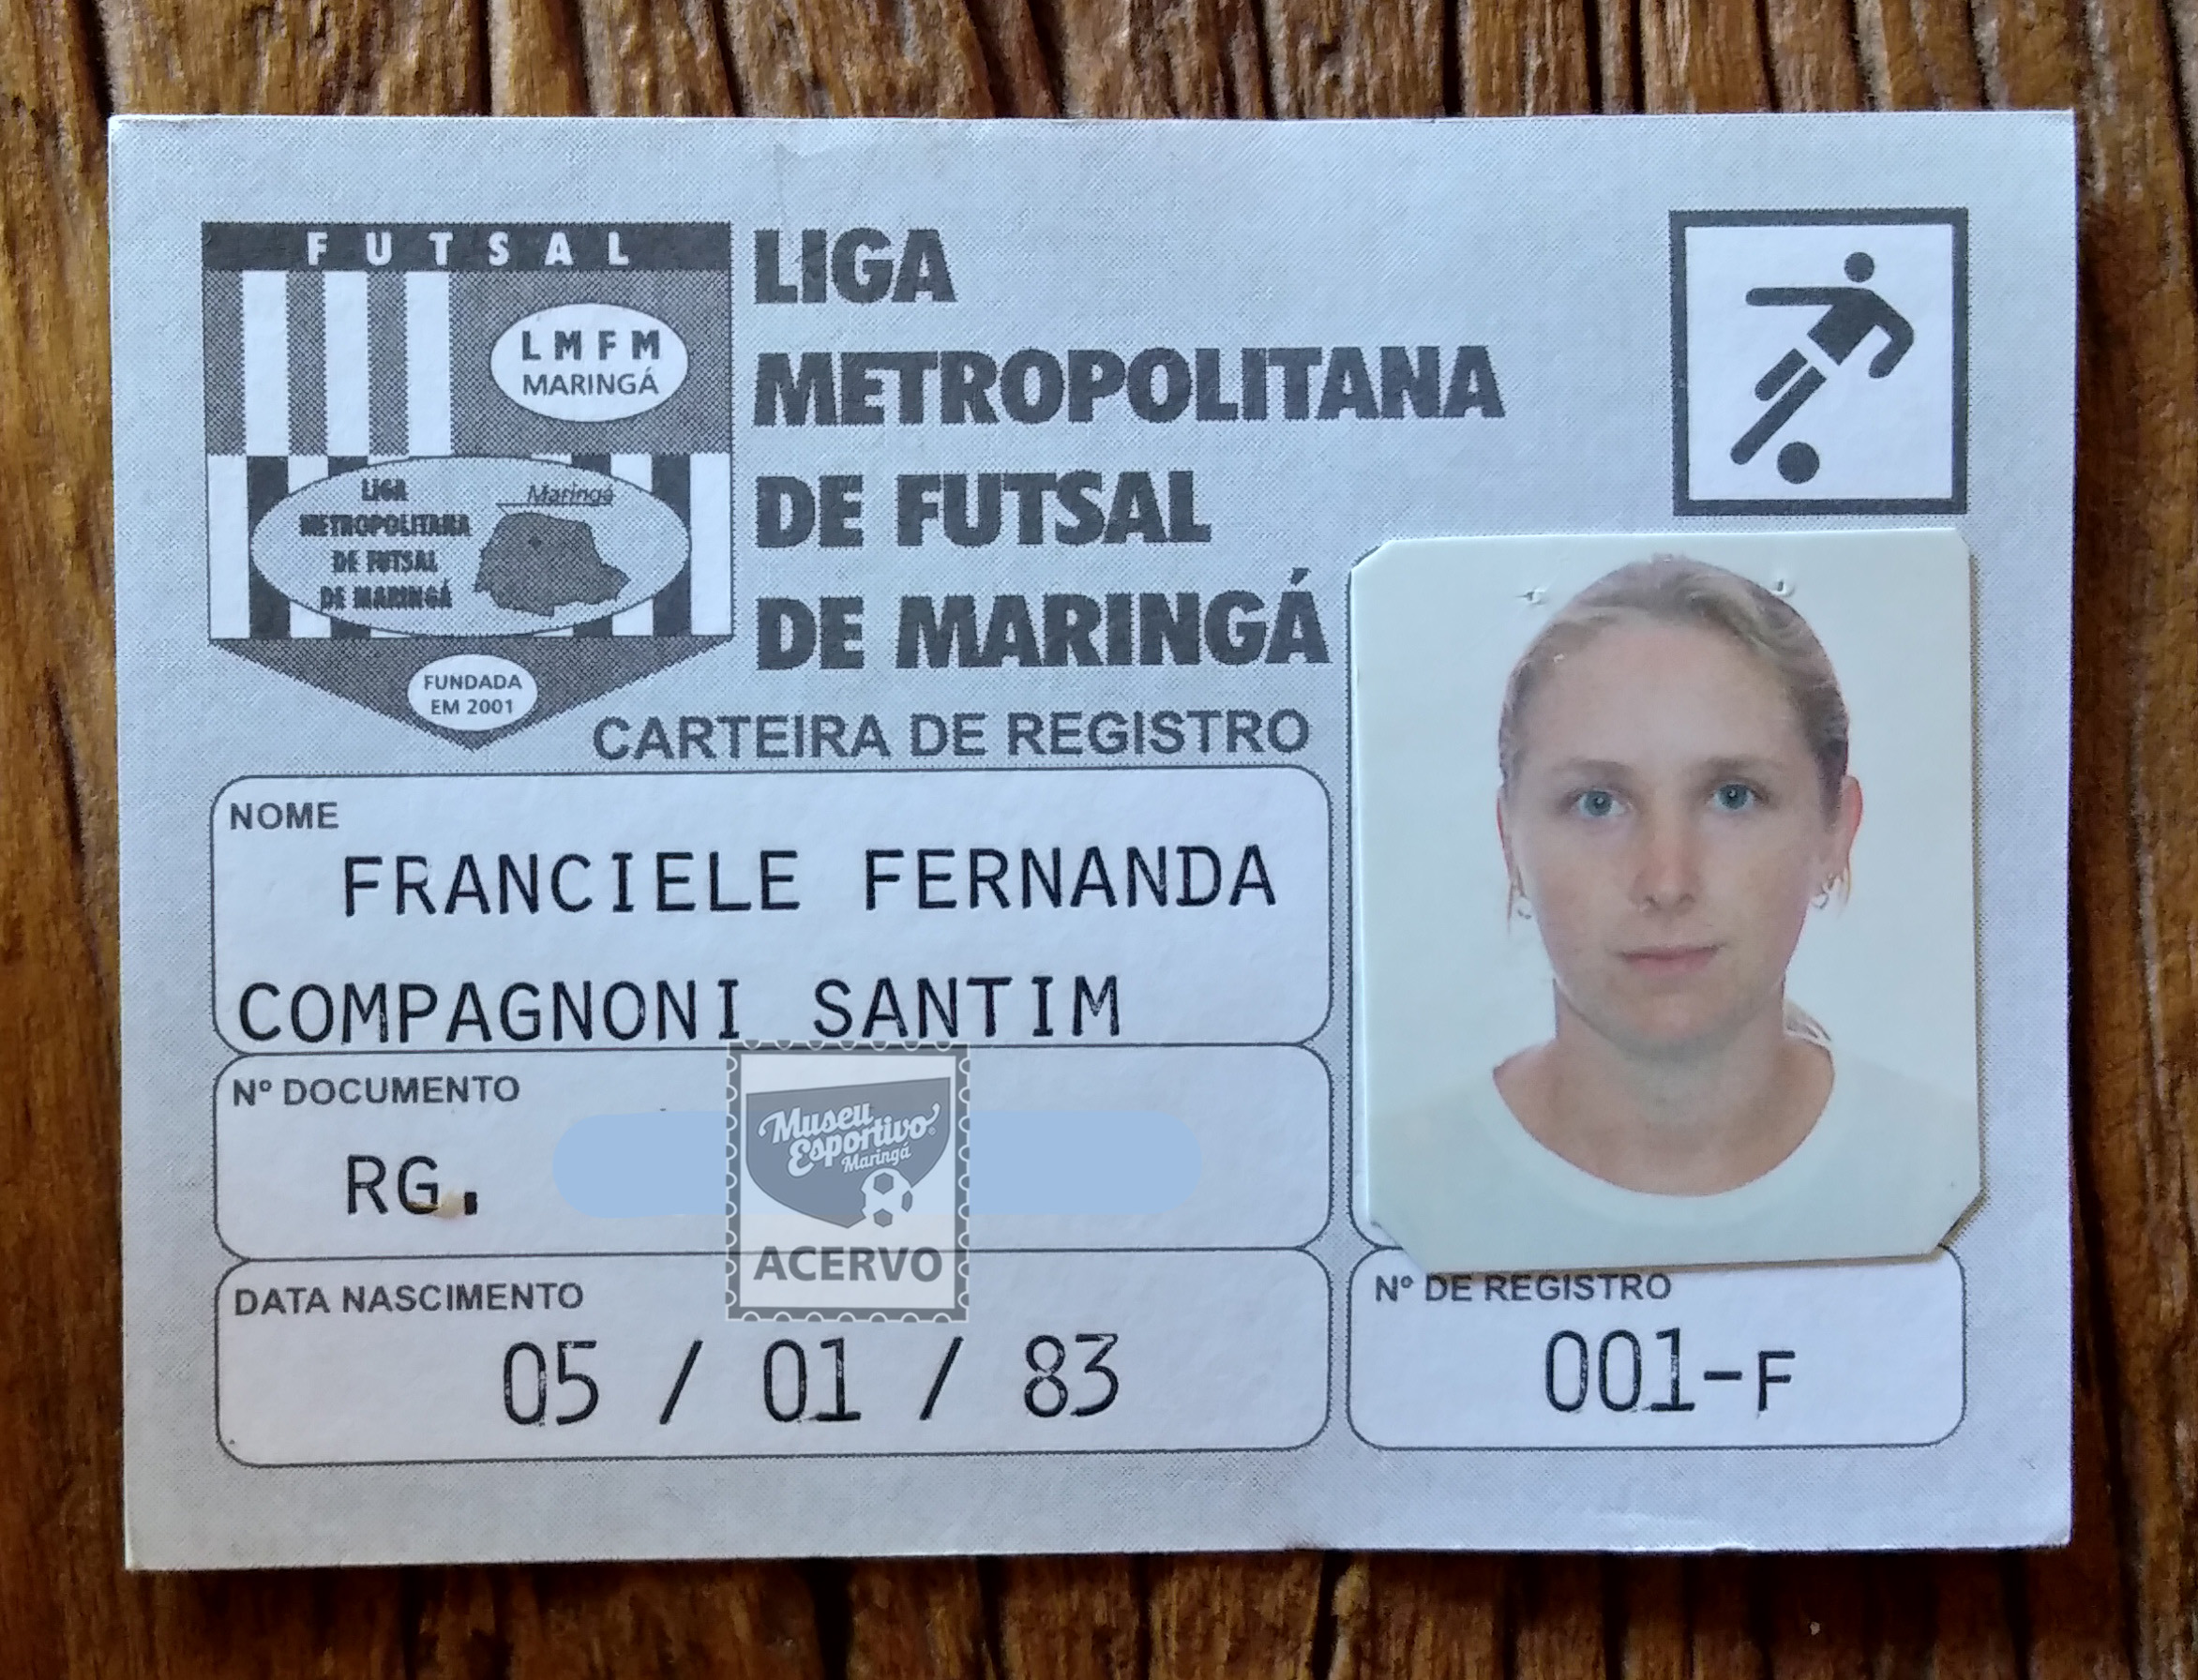 FUTSAL
LMFM
MARINGÁ
LIGA
METROPOLITANA
DE FUTSAL
DE MARINGÁ
Maringá
FUNDADA
EM 2001
LIGA
METROPOLITANA
DE FUTSAL
DE MARINGÁ
CARTEIRA DE REGISTRO
NOME
FRANCIELE FERNANDA
COMPAGNONI SANTIM
Nº DOCUMENTO
RG.
Museu
Esportivo
Maringá
ACERVO
DATA NASCIMENTO
05 / 01 / 83
Nº DE REGISTRO
001-F